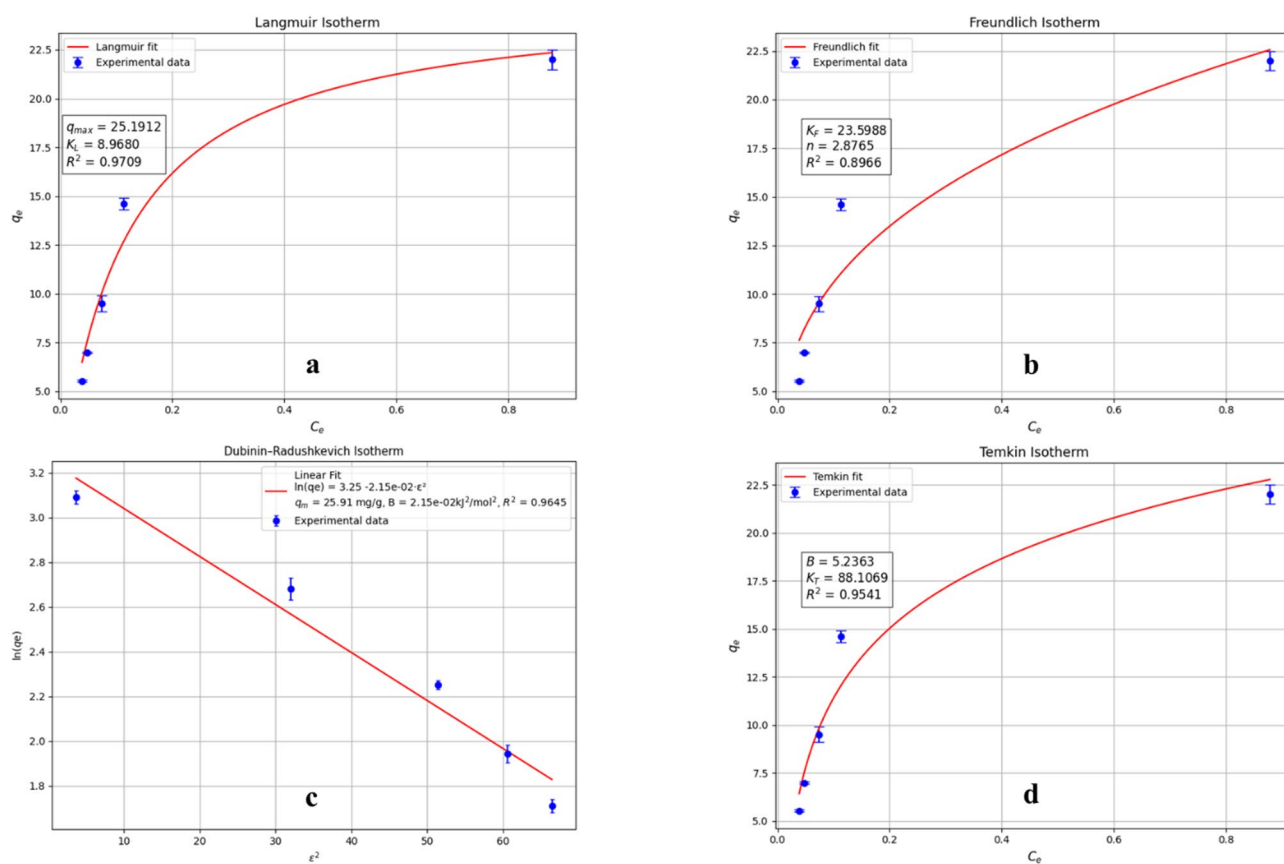 Langmuir Isotherm
Langmuir fit
Experimental data
q_max = 25.1912
K_L = 8.9680
R² = 0.9709
22.5
20.0
17.5
15.0
12.5
10.0
7.5
5.0
q_e
a
0.0 0.2 0.4 0.6 0.8
C_e
Freundlich Isotherm
Freundlich fit
Experimental data
K_F = 23.5988
n = 2.8765
R² = 0.8966
22.5
20.0
17.5
15.0
12.5
10.0
7.5
5.0
q_e
b
0.0 0.2 0.4 0.6 0.8
C_e
Dubinin–Radushkevich Isotherm
Linear Fit
ln(qe) = 3.25 -2.15e-02·ε²
q_m = 25.91 mg/g, B = 2.15e-02kJ²/mol², R² = 0.9645
Experimental data
3.2
3.0
2.8
2.6
2.4
2.2
2.0
1.8
ln(qe)
c
10 20 30 40 50 60
ε²
Temkin Isotherm
Temkin fit
Experimental data
B = 5.2363
K_T = 88.1069
R² = 0.9541
22.5
20.0
17.5
15.0
12.5
10.0
7.5
5.0
q_e
d
0.0 0.2 0.4 0.6 0.8
C_e